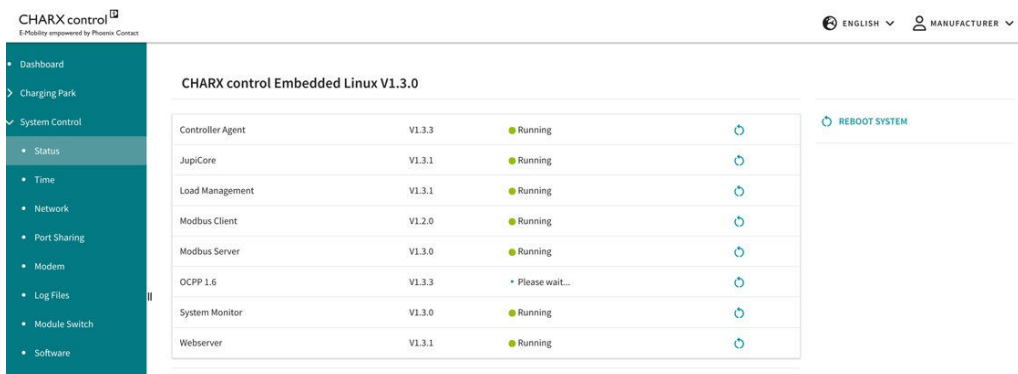 CHARX control P
E-Mobility empowered by Phoenix Contact
ENGLISH
MANUFACTURER
Dashboard
Charging Park
System Control
Status
Time
Network
Port Sharing
Modem
Log Files
Module Switch
Software
CHARX control Embedded Linux V1.3.0
Controller Agent V1.3.3 Running
JupiCore V1.3.1 Running
Load Management V1.3.1 Running
Modbus Client V1.2.0 Running
Modbus Server V1.3.0 Running
OCPP 1.6 V1.3.3 Please wait...
System Monitor V1.3.0 Running
Webserver V1.3.1 Running
REBOOT SYSTEM